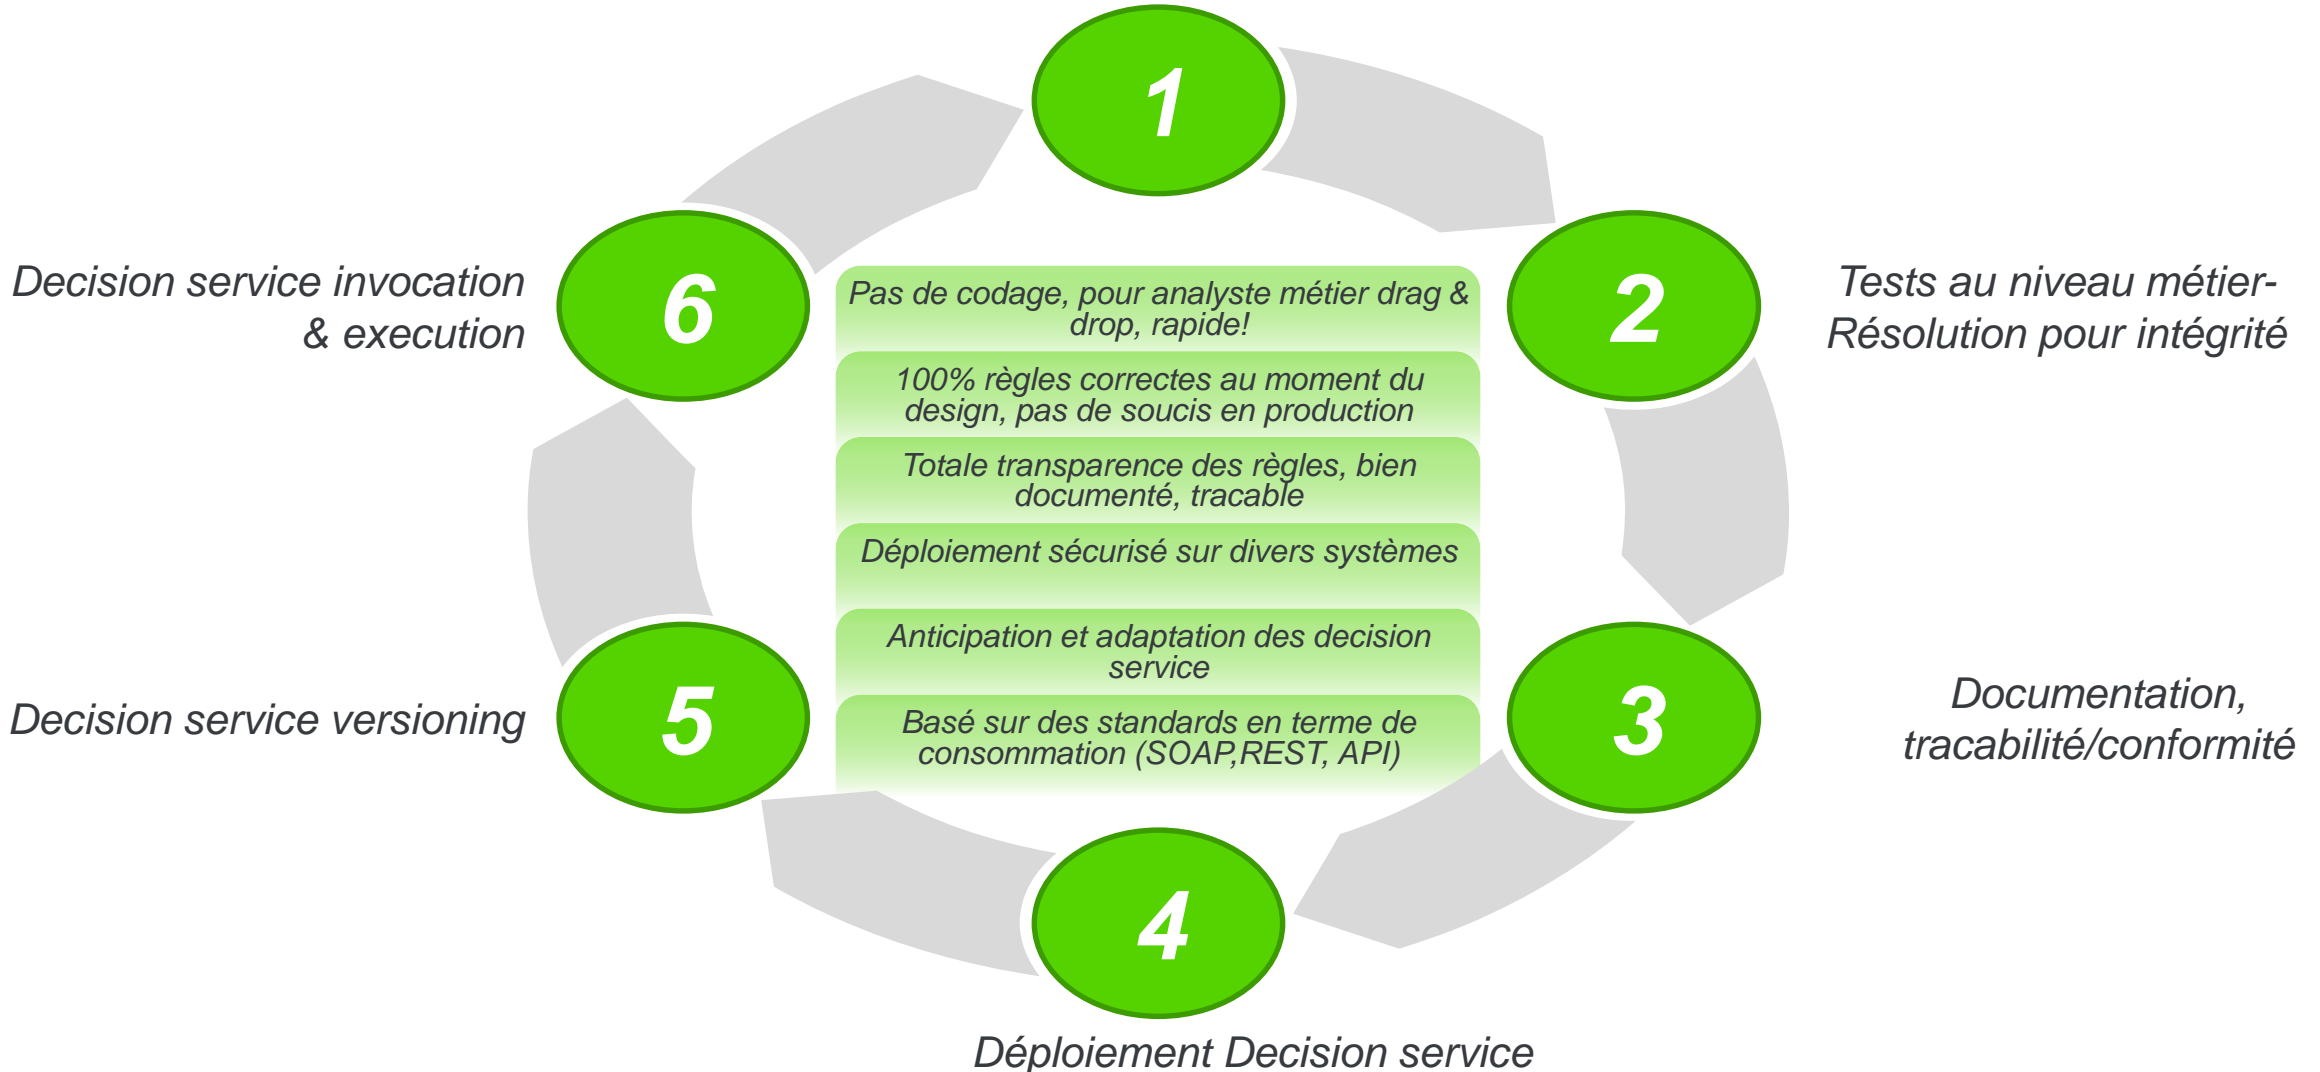 1
2
Tests au niveau métier-
Résolution pour intégrité
3
Documentation,
tracabilité/conformité
4
Déploiement Decision service
5
Decision service versioning
6
Decision service invocation
& execution
Pas de codage, pour analyste métier drag &
drop, rapide!
100% règles correctes au moment du
design, pas de soucis en production
Totale transparence des règles, bien
documenté, tracable
Déploiement sécurisé sur divers systèmes
Anticipation et adaptation des decision
service
Basé sur des standards en terme de
consommation (SOAP,REST, API)